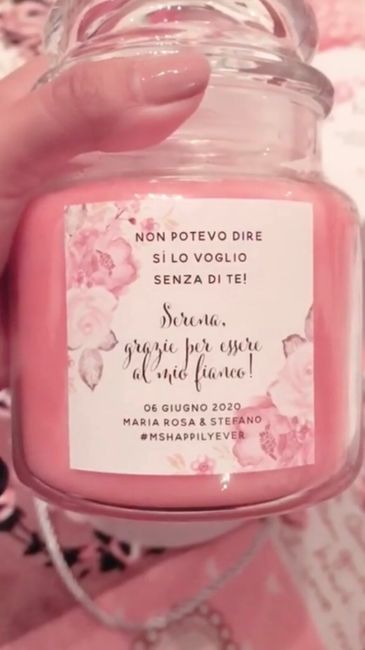 NON POTEVO DIRE
SÌ LO VOGLIO
SENZA DI TE!
Serena,
grazie per essere
al mio fianco!
06 GIUGNO 2020
MARIA ROSA & STEFANO
#MSHAPPILYEVER